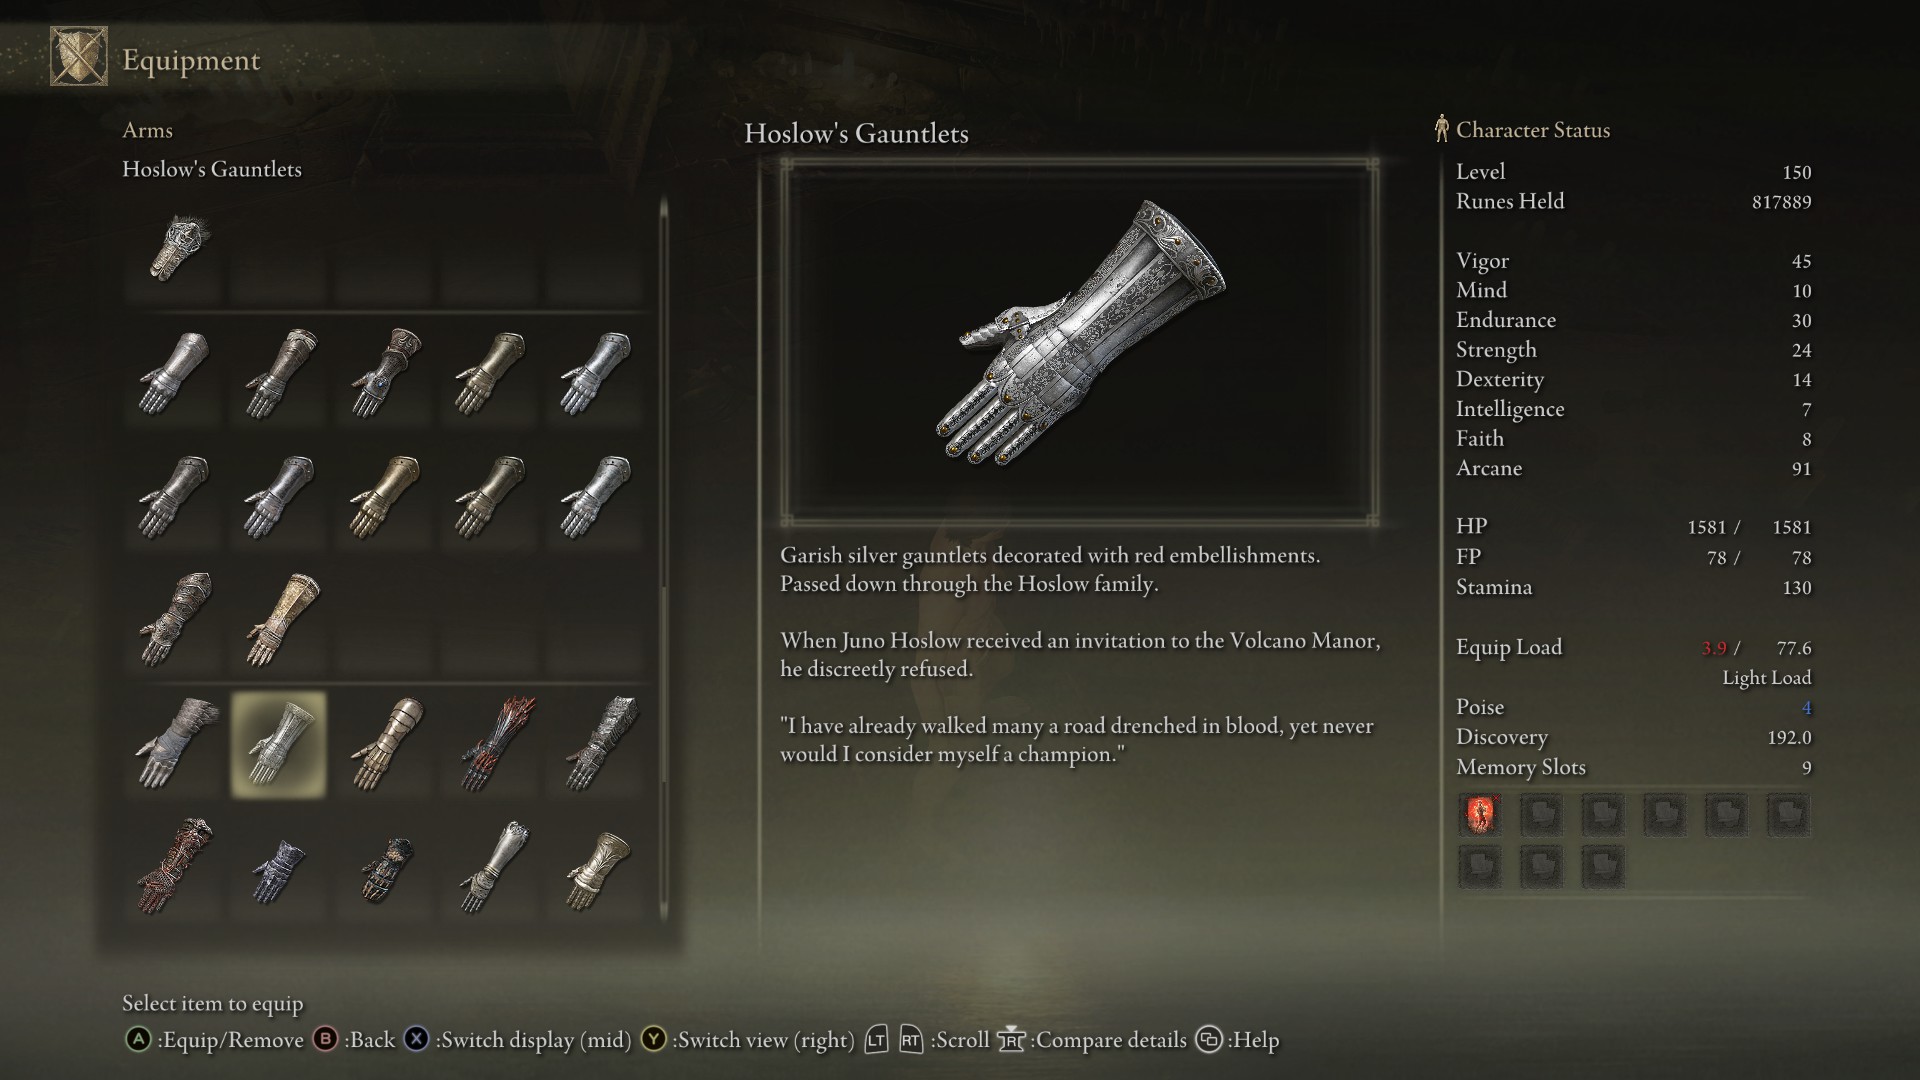 Equipment
Arms
Hoslow's Gauntlets
Hoslow's Gauntlets
Garish silver gauntlets decorated with red embellishments.
Passed down through the Hoslow family.
When Juno Hoslow received an invitation to the Volcano Manor,
he discreetly refused.
"I have already walked many a road drenched in blood, yet never
would I consider myself a champion."
Character Status
Level 150
Runes Held 817889
Vigor 45
Mind 10
Endurance 30
Strength 24
Dexterity 14
Intelligence 7
Faith 8
Arcane 91
HP 1581 / 1581
FP 78 / 78
Stamina 130
Equip Load 3.9 / 77.6
Light Load
Poise 4
Discovery 192.0
Memory Slots 9
Select item to equip
A :Equip/Remove B :Back X :Switch display (mid) Y :Switch view (right) LT RT :Scroll R :Compare details :Help